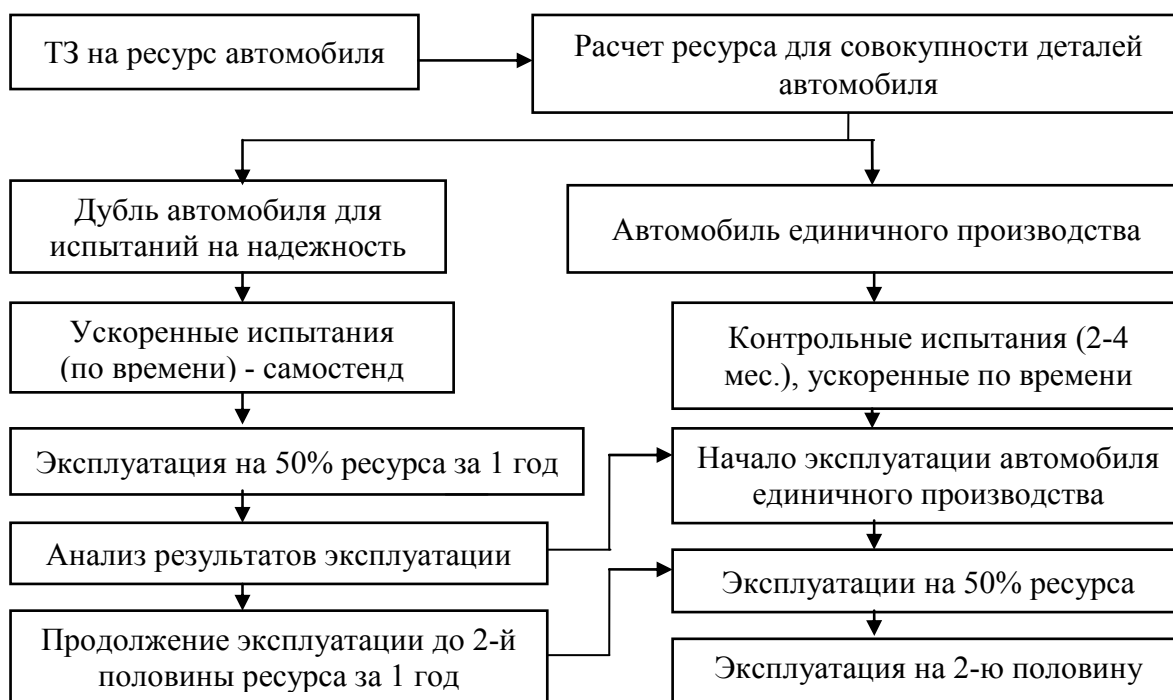 ТЗ на ресурс автомобиля
Расчет ресурса для совокупности деталей
автомобиля
Дубль автомобиля для
испытаний на надежность
Автомобиль единичного производства
Ускоренные испытания
(по времени) - самостенд
Контрольные испытания (2-4
мес.), ускоренные по времени
Эксплуатация на 50% ресурса за 1 год
Начало эксплуатации автомобиля
единичного производства
Анализ результатов эксплуатации
Эксплуатации на 50% ресурса
Продолжение эксплуатации до 2-й
половины ресурса за 1 год
Эксплуатация на 2-ю половину